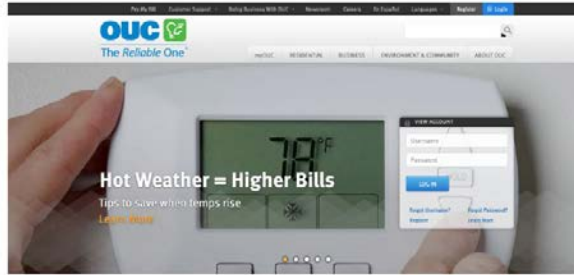 Pay My Bill Customer Support Doing Business With OUC Newsroom Careers En Español Languages Register Login
OUC
The Reliable One
myOUC RESIDENTIAL BUSINESS ENVIRONMENT & COMMUNITY ABOUT OUC
78°F
VIEW ACCOUNT
Username
Password
LOG IN
HOLD
Hot Weather = Higher Bills
Tips to save when temps rise
Learn More
Forgot Username? Forgot Password?
Register Learn More